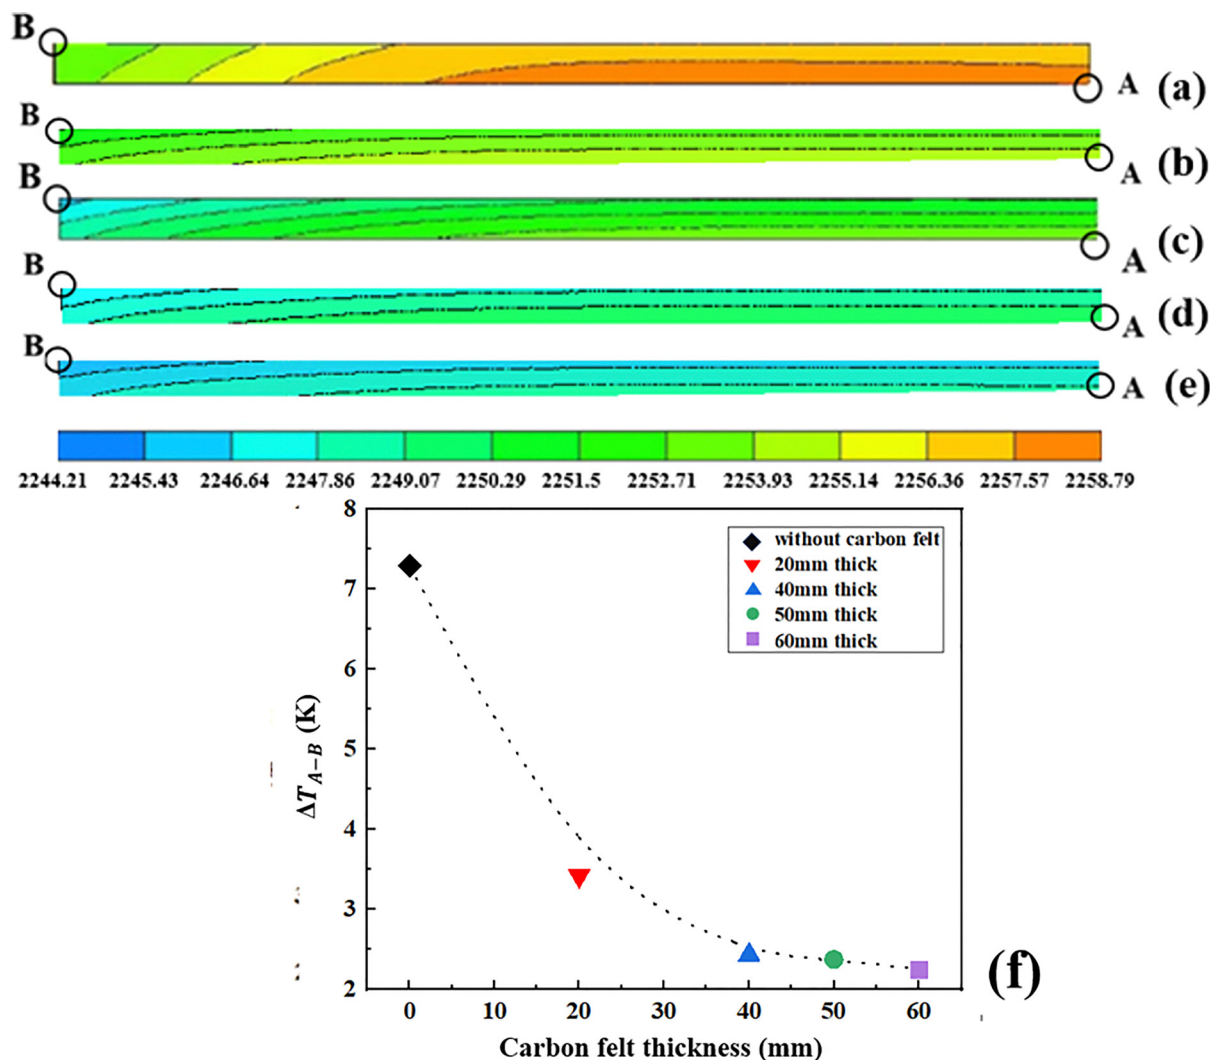 B
A (a)
B
A (b)
B
A (c)
B
A (d)
B
A (e)
2244.21 2245.43 2246.64 2247.86 2249.07 2250.29 2251.5 2252.71 2253.93 2255.14 2256.36 2257.57 2258.79
8
7
6
5
4
3
2
ΔT A−B (K)
without carbon felt
20mm thick
40mm thick
50mm thick
60mm thick
(f)
0 10 20 30 40 50 60
Carbon felt thickness (mm)